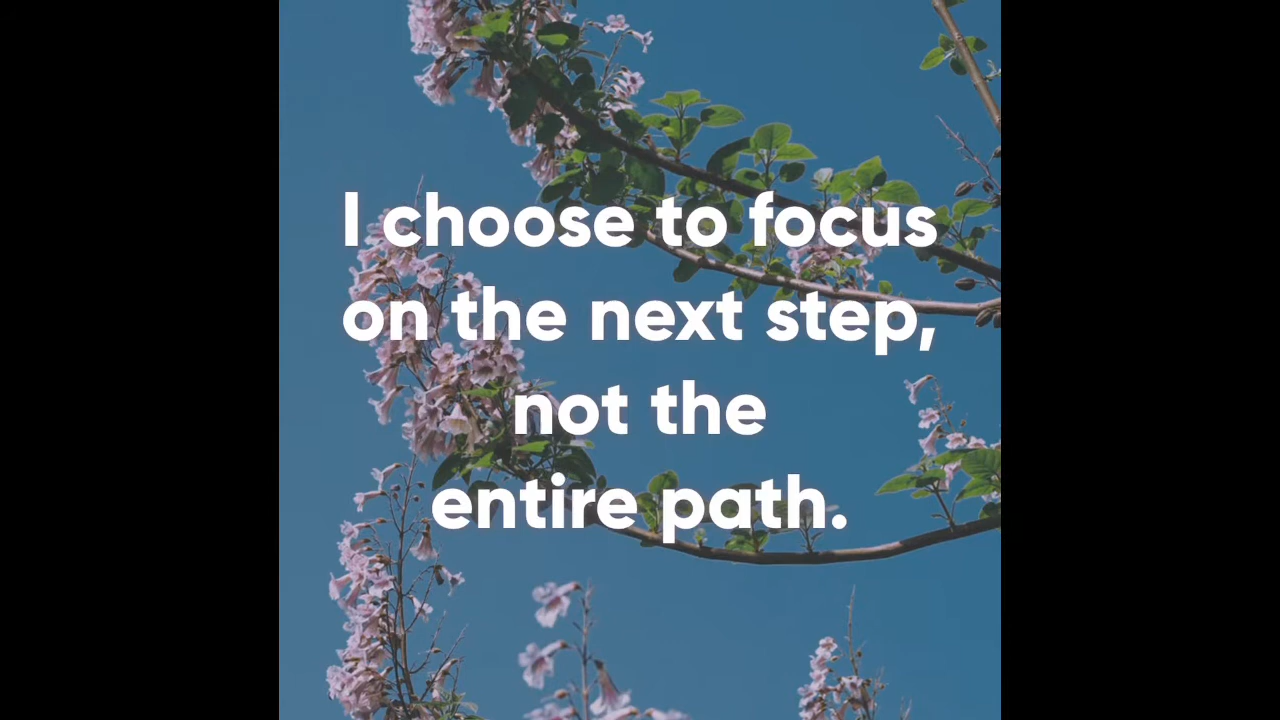 I choose to focus
on the next step,
not the
entire path.